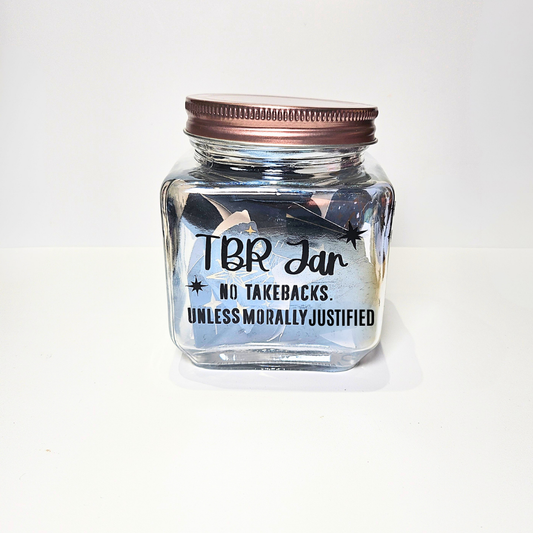 TBR Jar
NO TAKEBACKS.
UNLESS MORALLY JUSTIFIED